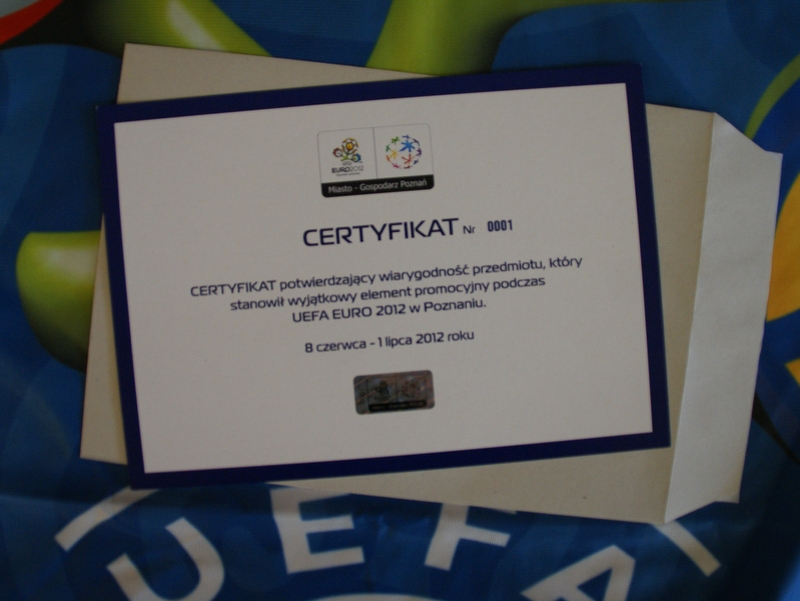 EURO2012
Miasto - Gospodarz Poznań
CERTYFIKAT Nr 0001
CERTYFIKAT potwierdzający wiarygodność przedmiotu, który
stanowił wyjątkowy element promocyjny podczas
UEFA EURO 2012 w Poznaniu.
8 czerwca - 1 lipca 2012 roku
UEFA